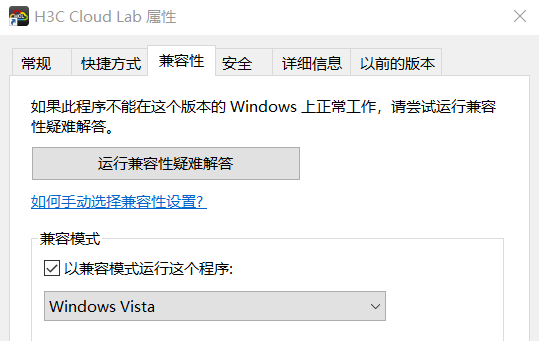 H3C Cloud Lab 属性
常规 快捷方式 兼容性 安全 详细信息 以前的版本
如果此程序不能在这个版本的 Windows 上正常工作，请尝试运行兼容
性疑难解答。
运行兼容性疑难解答
如何手动选择兼容性设置?
兼容模式
以兼容模式运行这个程序:
Windows Vista